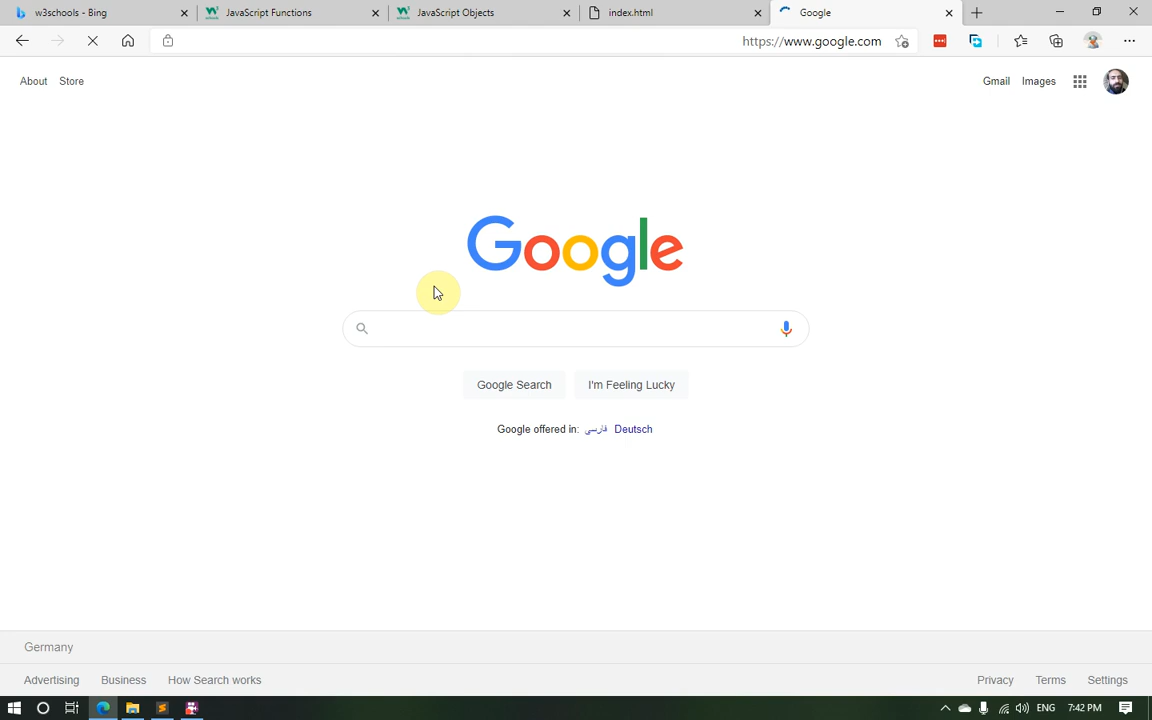 w3schools - Bing
JavaScript Functions
JavaScript Objects
index.html
Google
https://www.google.com
About Store
Gmail Images
Google
Google Search
I'm Feeling Lucky
Google offered in: فارسی Deutsch
Germany
Advertising Business How Search works
Privacy Terms Settings
ENG 7:42 PM